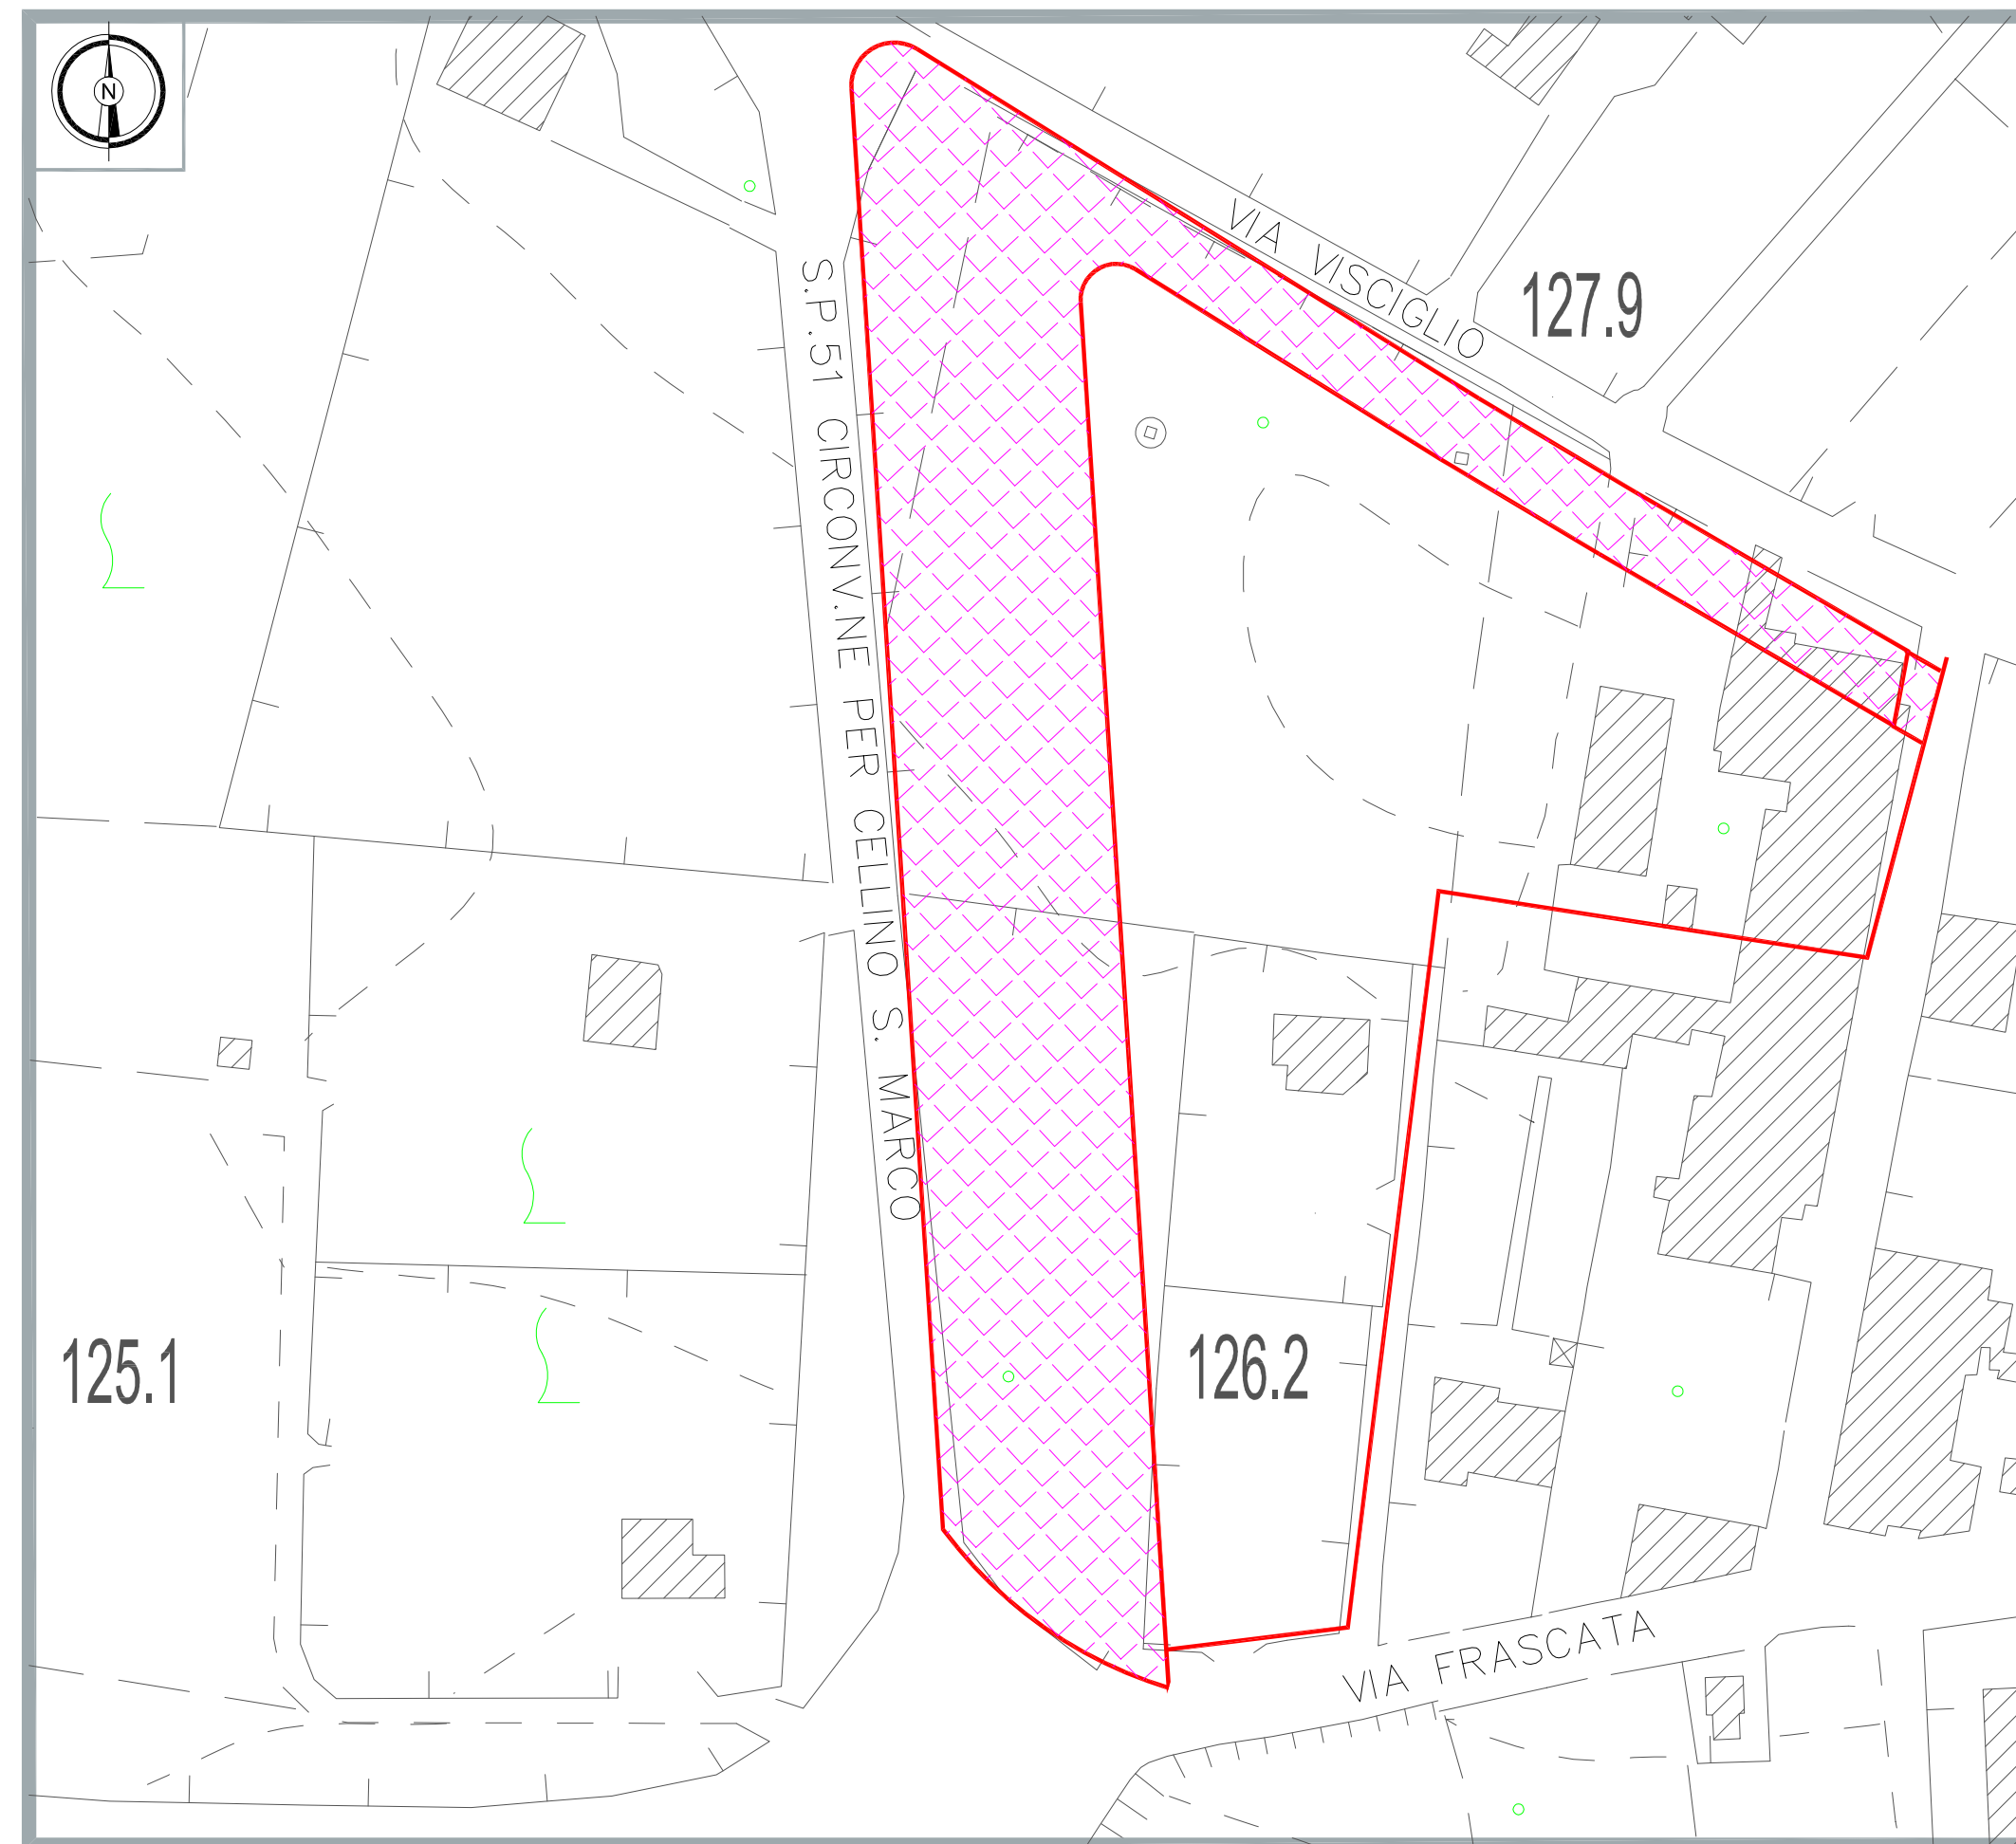 N
VIA VISCIGLIO
127.9
S.P.51 CIRCONV.NE PER CELLINO S. MARCO
125.1
126.2
VIA FRASCATA